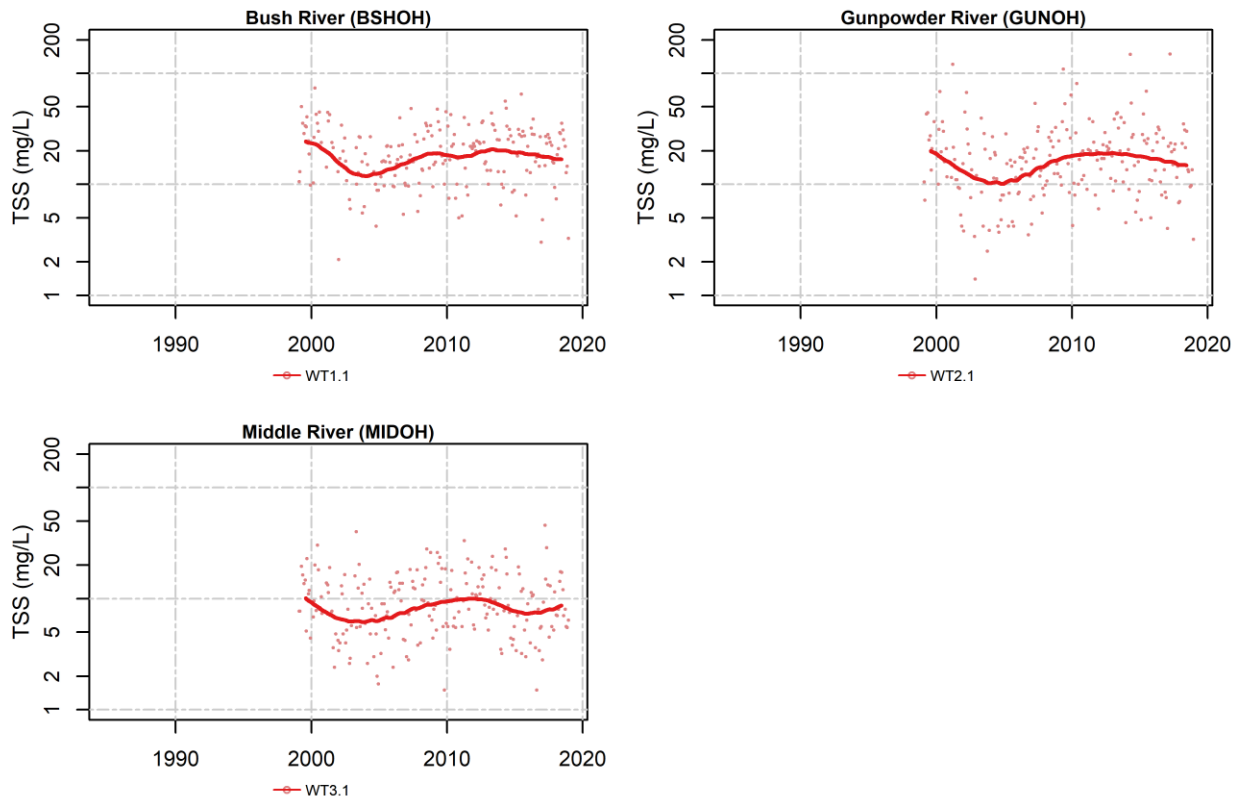 Bush River (BSHOH)
TSS (mg/L)
200
50
20
10
5
2
1
1990 2000 2010 2020
WT1.1
Gunpowder River (GUNOH)
TSS (mg/L)
200
50
20
5
2
1
1990 2000 2010 2020
WT2.1
Middle River (MIDOH)
TSS (mg/L)
200
50
20
5
2
1
1990 2000 2010 2020
WT3.1